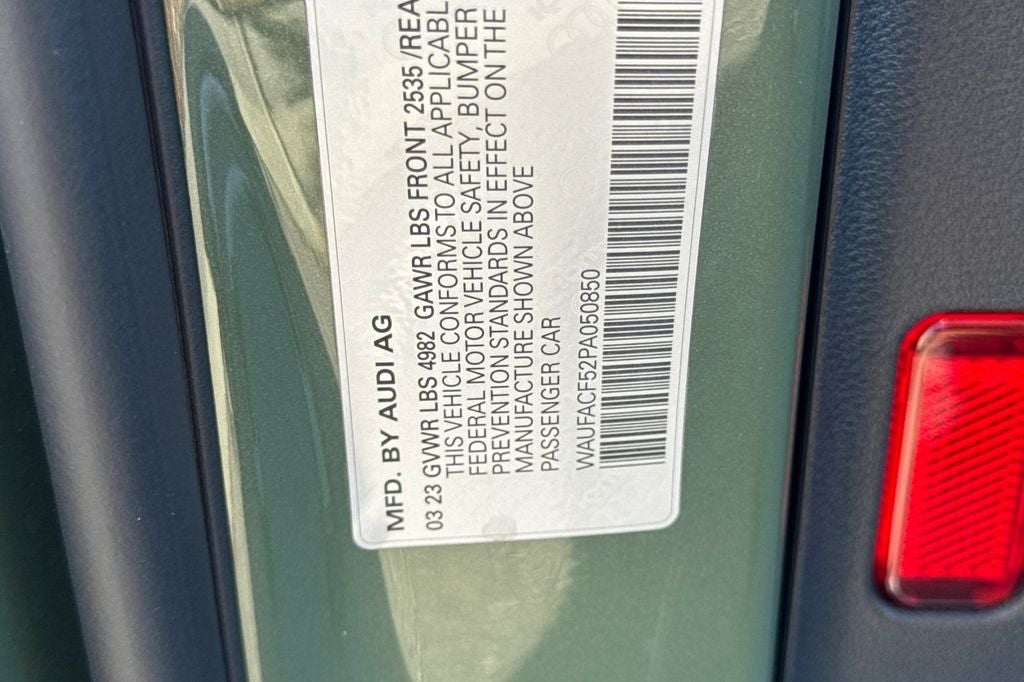 MFD. BY AUDI AG
03 23 GVWR LBS 4982 GAWR LBS FRONT 2535 /REA
THIS VEHICLE CONFORMS TO ALL APPLICABL
FEDERAL MOTOR VEHICLE SAFETY, BUMPER
PREVENTION STANDARDS IN EFFECT ON THE
MANUFACTURE SHOWN ABOVE
PASSENGER CAR
WAUFACF52PA050850